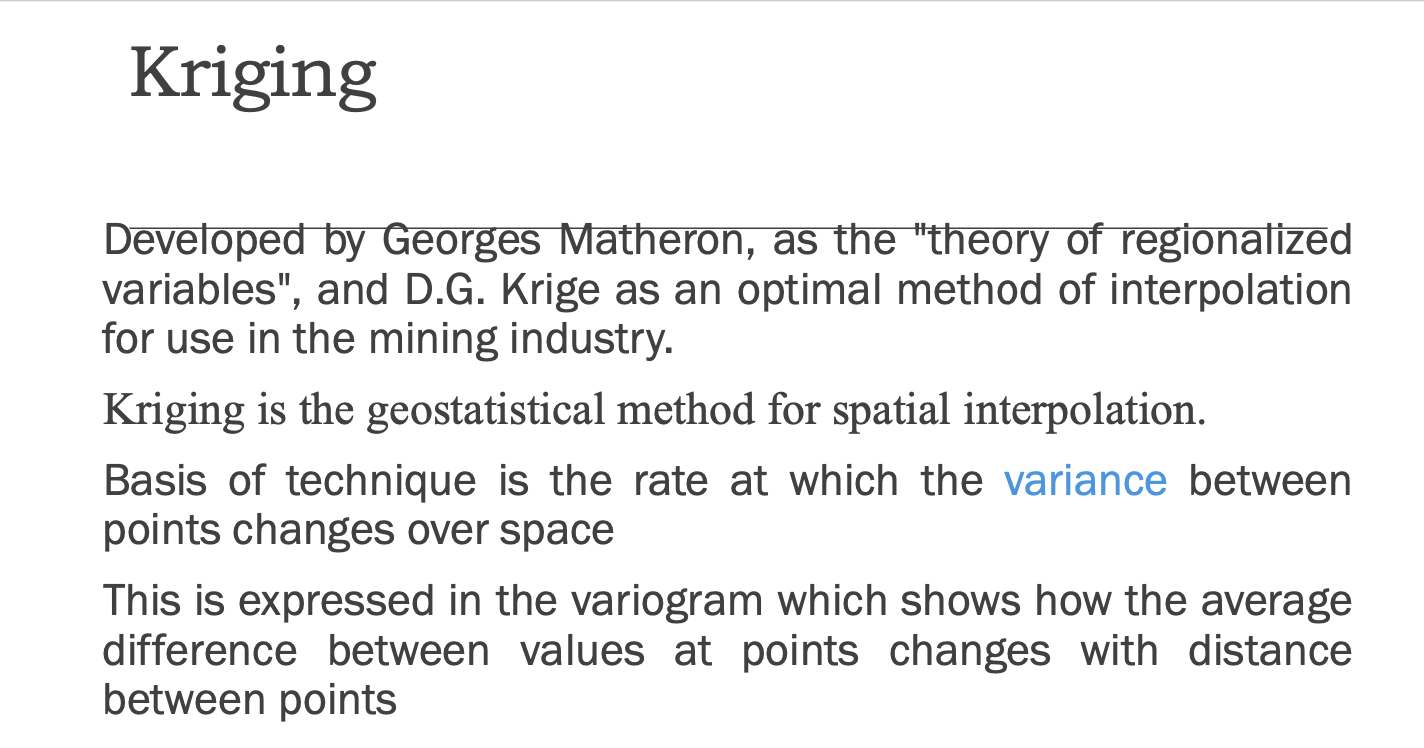 Kriging
Developed by Georges Matheron, as the "theory of regionalized
variables", and D.G. Krige as an optimal method of interpolation
for use in the mining industry.
Kriging is the geostatistical method for spatial interpolation.
Basis of technique is the rate at which the variance between
points changes over space
This is expressed in the variogram which shows how the average
difference between values at points changes with distance
between points